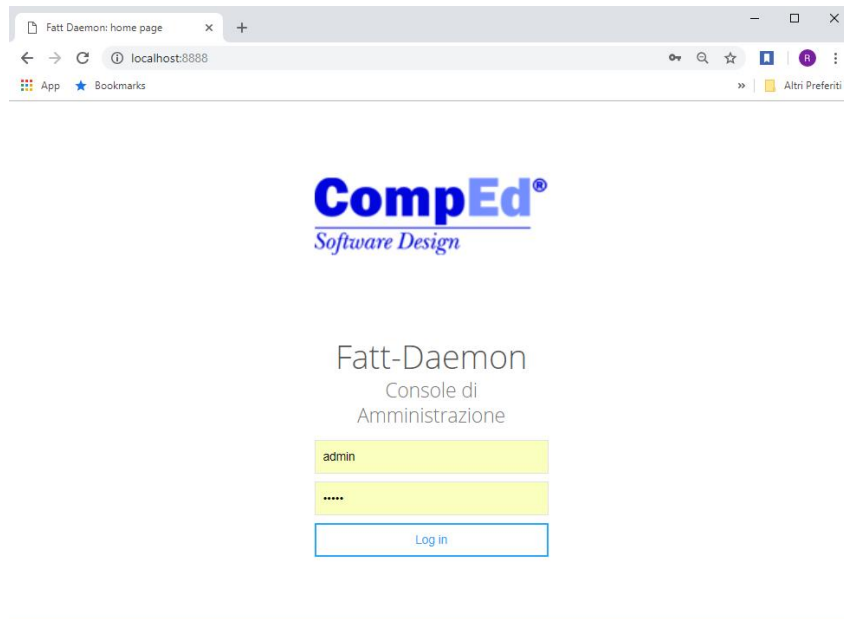 Fatt Daemon: home page
localhost:8888
R
App Bookmarks » Altri Preferiti
CompEd®
Software Design
Fatt-Daemon
Console di
Amministrazione
admin
•••••
Log in